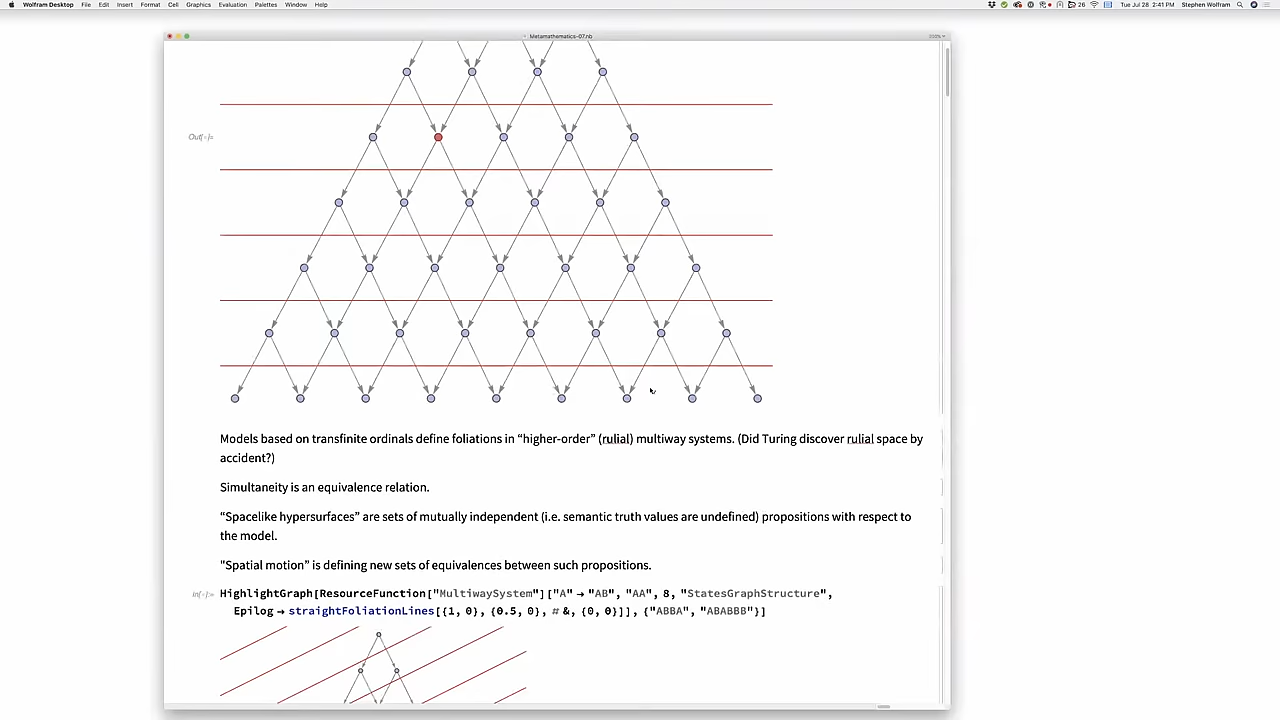 Wolfram Desktop File Edit Insert Format Cell Graphics Evaluation Palettes Window Help 26 Tue Jul 28 2:41 PM Stephen Wolfram
Metamathematics-07.nb
Out[◦]=
Models based on transfinite ordinals define foliations in “higher-order” (rulial) multiway systems. (Did Turing discover rulial space by
accident?)
Simultaneity is an equivalence relation.
“Spacelike hypersurfaces” are sets of mutually independent (i.e. semantic truth values are undefined) propositions with respect to
the model.
"Spatial motion” is defining new sets of equivalences between such propositions.
In[◦]:= HighlightGraph[ResourceFunction["MultiwaySystem"]["A" → "AB", "AA", 8, "StatesGraphStructure",
Epilog → straightFoliationLines[{1, 0}, {0.5, 0}, # &, {0, 0}]], {"ABBA", "ABABBB"}]